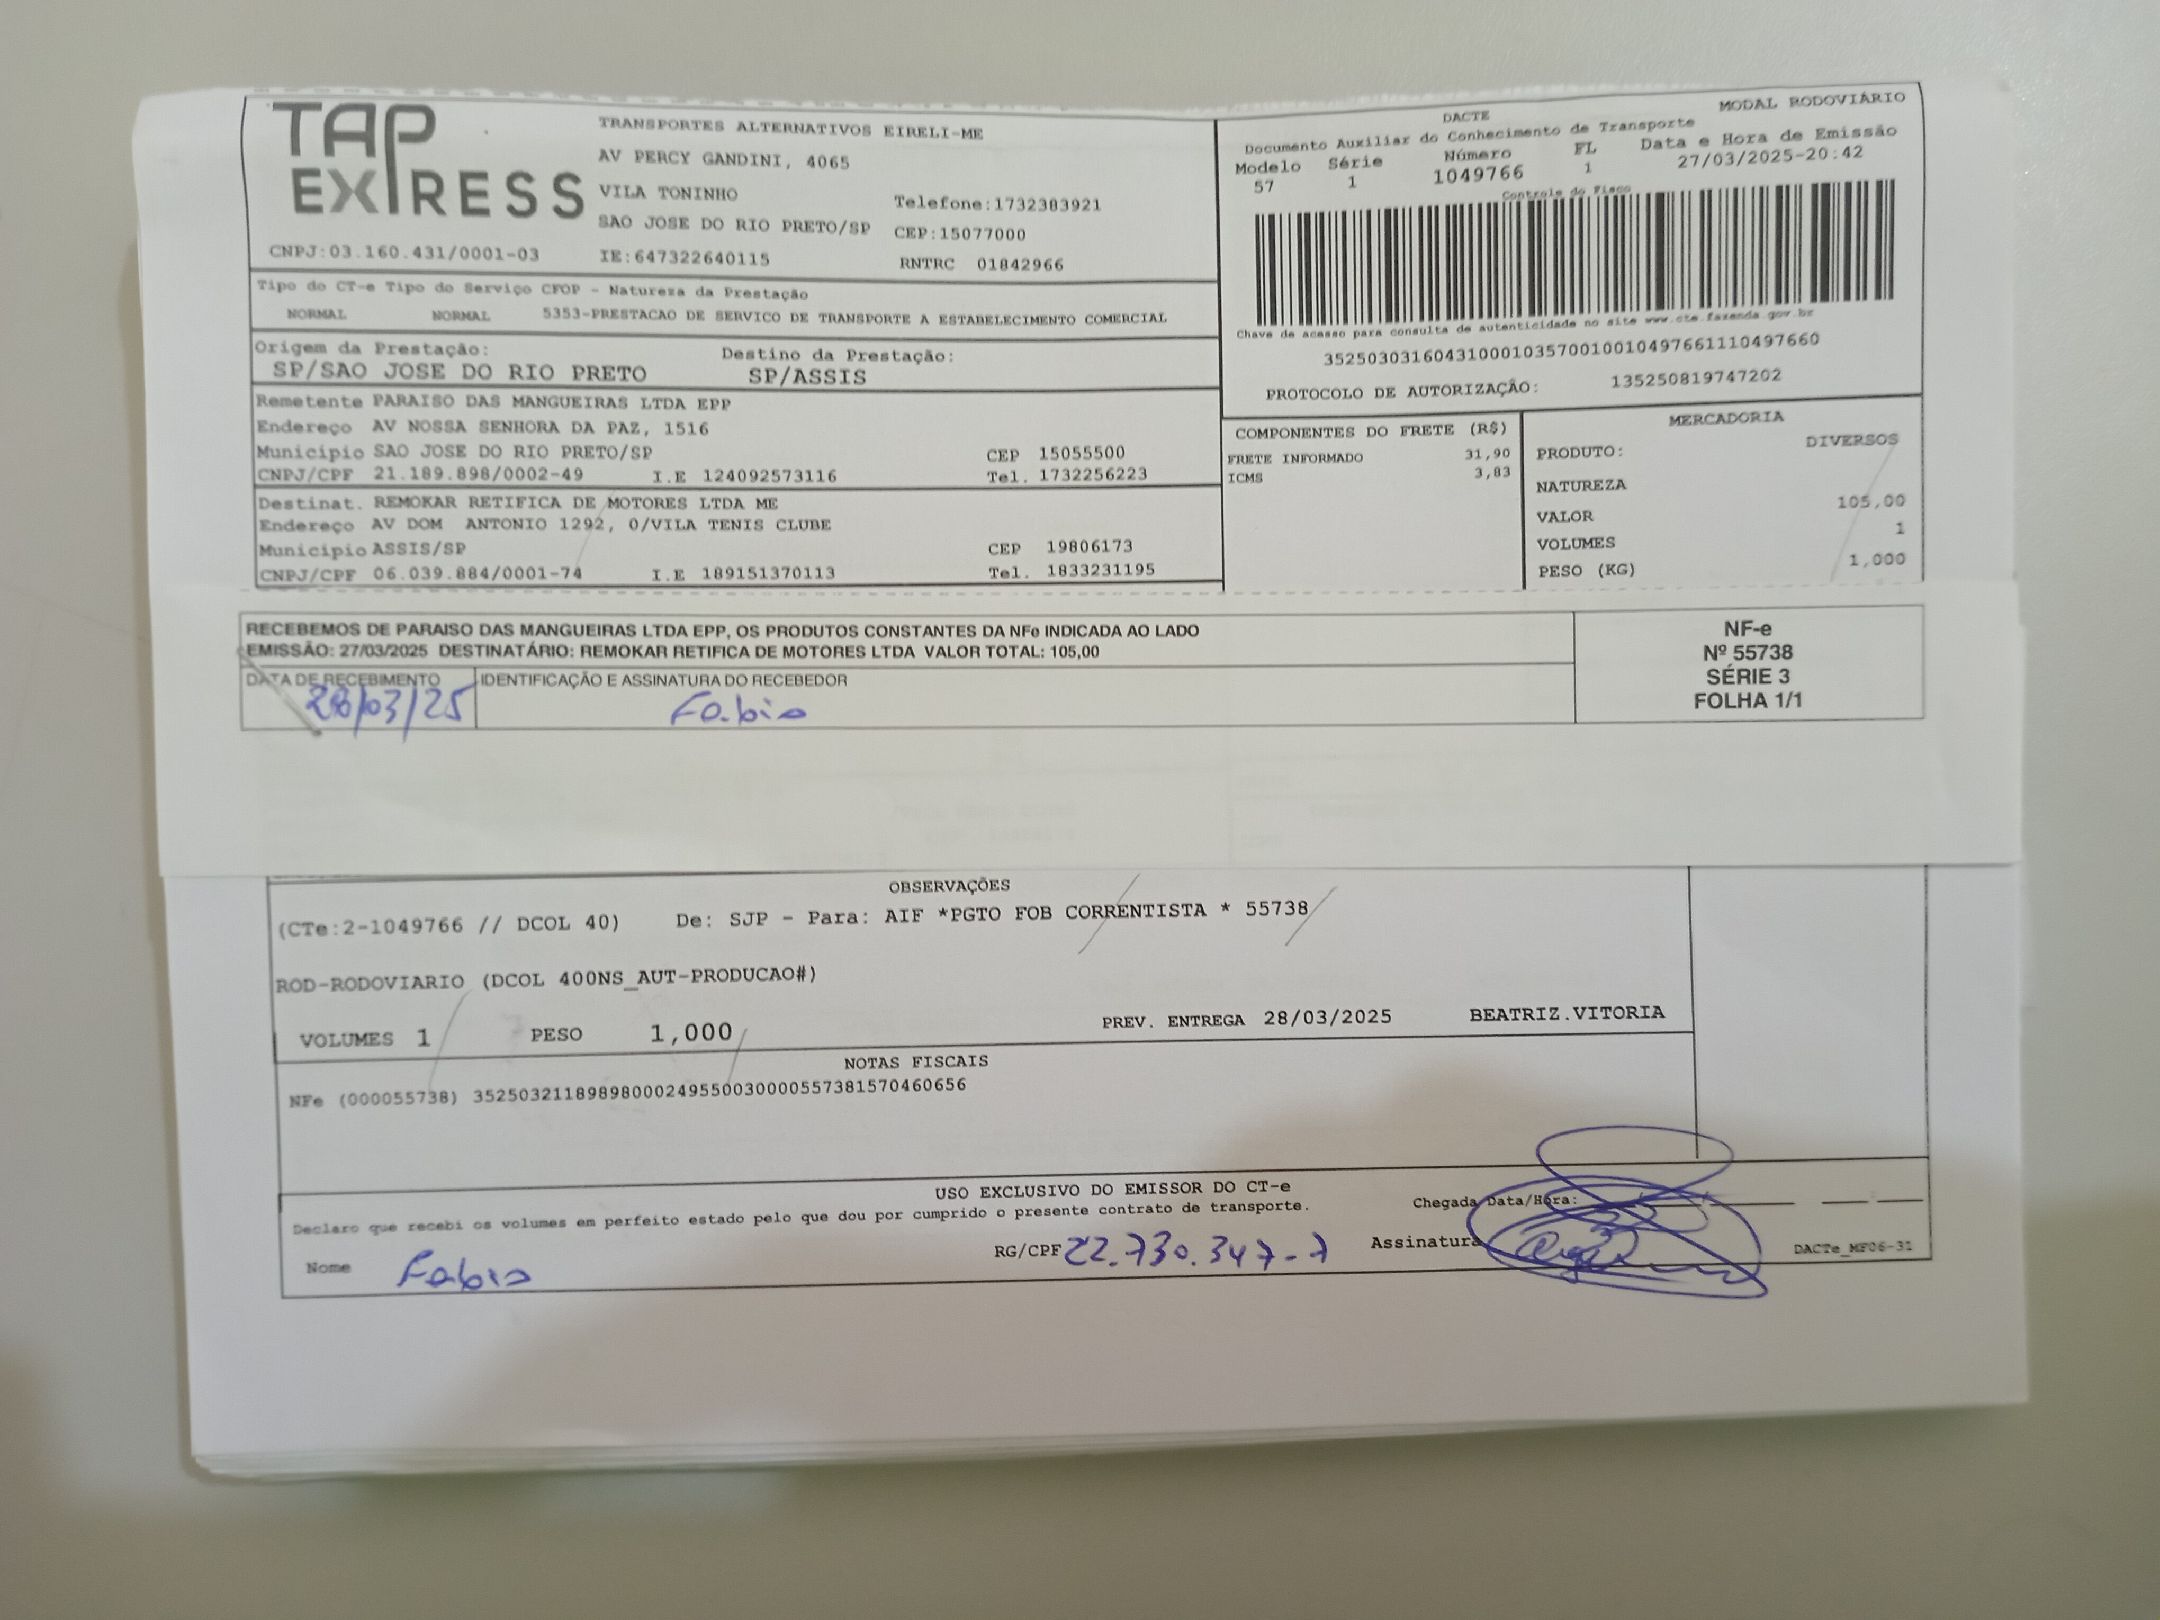 TAP EXPRESS
TRANSPORTES ALTERNATIVOS EIRELI-ME
AV PERCY GANDINI, 4065
VILA TONINHO Telefone:1732383921
SAO JOSE DO RIO PRETO/SP CEP:15077000
CNPJ:03.160.431/0001-03 IE:647322640115 RNTRC 01842966
DACTE MODAL RODOVIÁRIO
Documento Auxiliar do Conhecimento de Transporte
Modelo Série Número FL Data e Hora de Emissão
57 1 1049766 1 27/03/2025-20:42
Controle do Fisco
Chave de acesso para consulta de autenticidade no site www.cte.fazenda.gov.br
35250303160431000103570010010497661110497660
PROTOCOLO DE AUTORIZAÇÃO: 135250819747202
Tipo do CT-e Tipo do Serviço CFOP - Natureza da Prestação
NORMAL NORMAL 5353-PRESTACAO DE SERVICO DE TRANSPORTE A ESTABELECIMENTO COMERCIAL
Origem da Prestação: Destino da Prestação:
SP/SAO JOSE DO RIO PRETO SP/ASSIS
Remetente PARAISO DAS MANGUEIRAS LTDA EPP
Endereço AV NOSSA SENHORA DA PAZ, 1516
Município SAO JOSE DO RIO PRETO/SP CEP 15055500
CNPJ/CPF 21.189.898/0002-49 I.E 124092573116 Tel. 1732256223
Destinat. REMOKAR RETIFICA DE MOTORES LTDA ME
Endereço AV DOM ANTONIO 1292, 0/VILA TENIS CLUBE
Município ASSIS/SP CEP 19806173
CNPJ/CPF 06.039.884/0001-74 I.E 189151370113 Tel. 1833231195
COMPONENTES DO FRETE (R$)
FRETE INFORMADO 31,90
ICMS 3,83
MERCADORIA
PRODUTO: DIVERSOS
NATUREZA
VALOR 105,00
VOLUMES 1
PESO (KG) 1,000
RECEBEMOS DE PARAISO DAS MANGUEIRAS LTDA EPP, OS PRODUTOS CONSTANTES DA NFe INDICADA AO LADO
EMISSÃO: 27/03/2025 DESTINATÁRIO: REMOKAR RETIFICA DE MOTORES LTDA VALOR TOTAL: 105,00
DATA DE RECEBIMENTO IDENTIFICAÇÃO E ASSINATURA DO RECEBEDOR
28/03/25 Fabio
NF-e
Nº 55738
SÉRIE 3
FOLHA 1/1
OBSERVAÇÕES
(CTe:2-1049766 // DCOL 40) De: SJP - Para: AIF *PGTO FOB CORRENTISTA * 55738
ROD-RODOVIARIO (DCOL 400NS_AUT-PRODUCAO#)
VOLUMES 1 PESO 1,000 PREV. ENTREGA 28/03/2025 BEATRIZ.VITORIA
NOTAS FISCAIS
NFe (000055738) 35250321189898000249550030000557381570460656
USO EXCLUSIVO DO EMISSOR DO CT-e
Declaro que recebi os volumes em perfeito estado pelo que dou por cumprido o presente contrato de transporte.
Chegada Data/Hora:
Nome Fabio RG/CPF 22.730.347-7 Assinatura DACTe_MF06-31